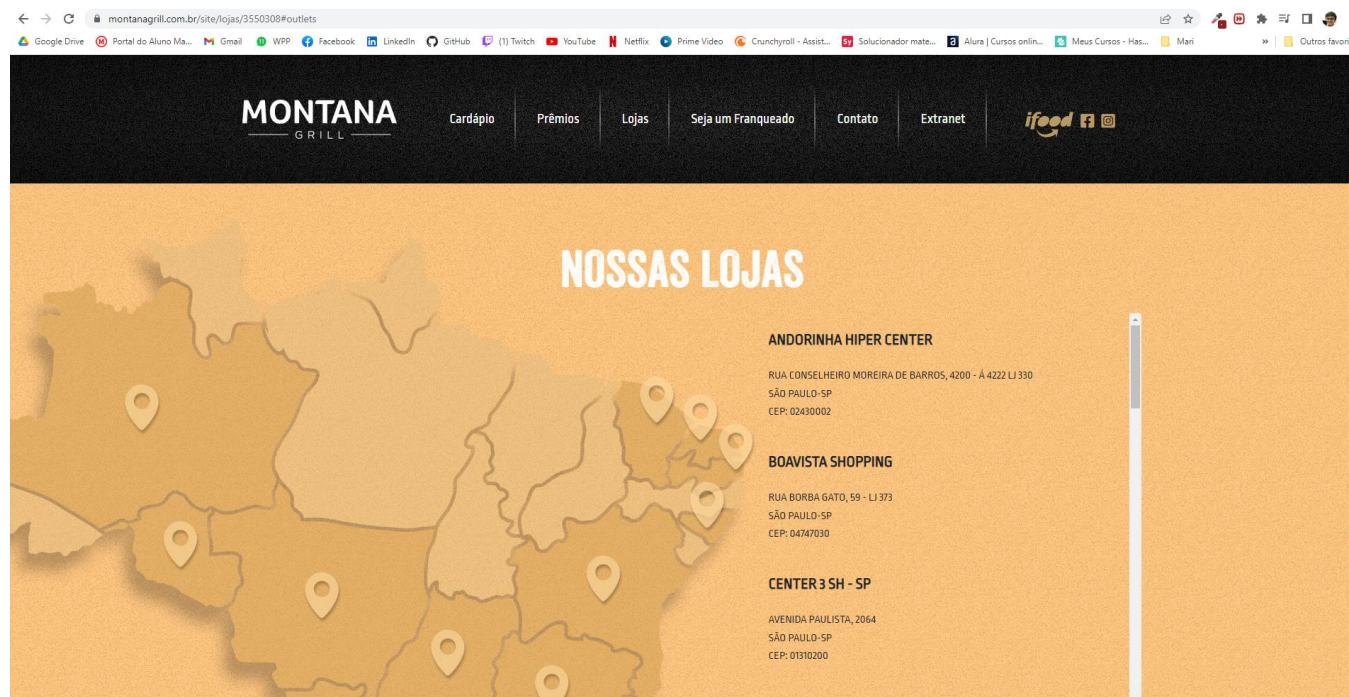 montanagrill.com.br/site/lojas/3550308#outlets
Google Drive Portal do Aluno Ma... Gmail WPP Facebook LinkedIn GitHub (1) Twitch YouTube Netflix Prime Video Crunchyroll - Assist... Solucionador mate... Alura | Cursos onlin... Meus Cursos - Has... Mari » Outros favori
MONTANA
GRILL
Cardápio Prêmios Lojas Seja um Franqueado Contato Extranet ifood
NOSSAS LOJAS
ANDORINHA HIPER CENTER
RUA CONSELHEIRO MOREIRA DE BARROS, 4200 - Á 4222 LJ 330
SÃO PAULO-SP
CEP: 02430002
BOAVISTA SHOPPING
RUA BORBA GATO, 59 - LJ 373
SÃO PAULO-SP
CEP: 04747030
CENTER 3 SH - SP
AVENIDA PAULISTA, 2064
SÃO PAULO-SP
CEP: 01310200